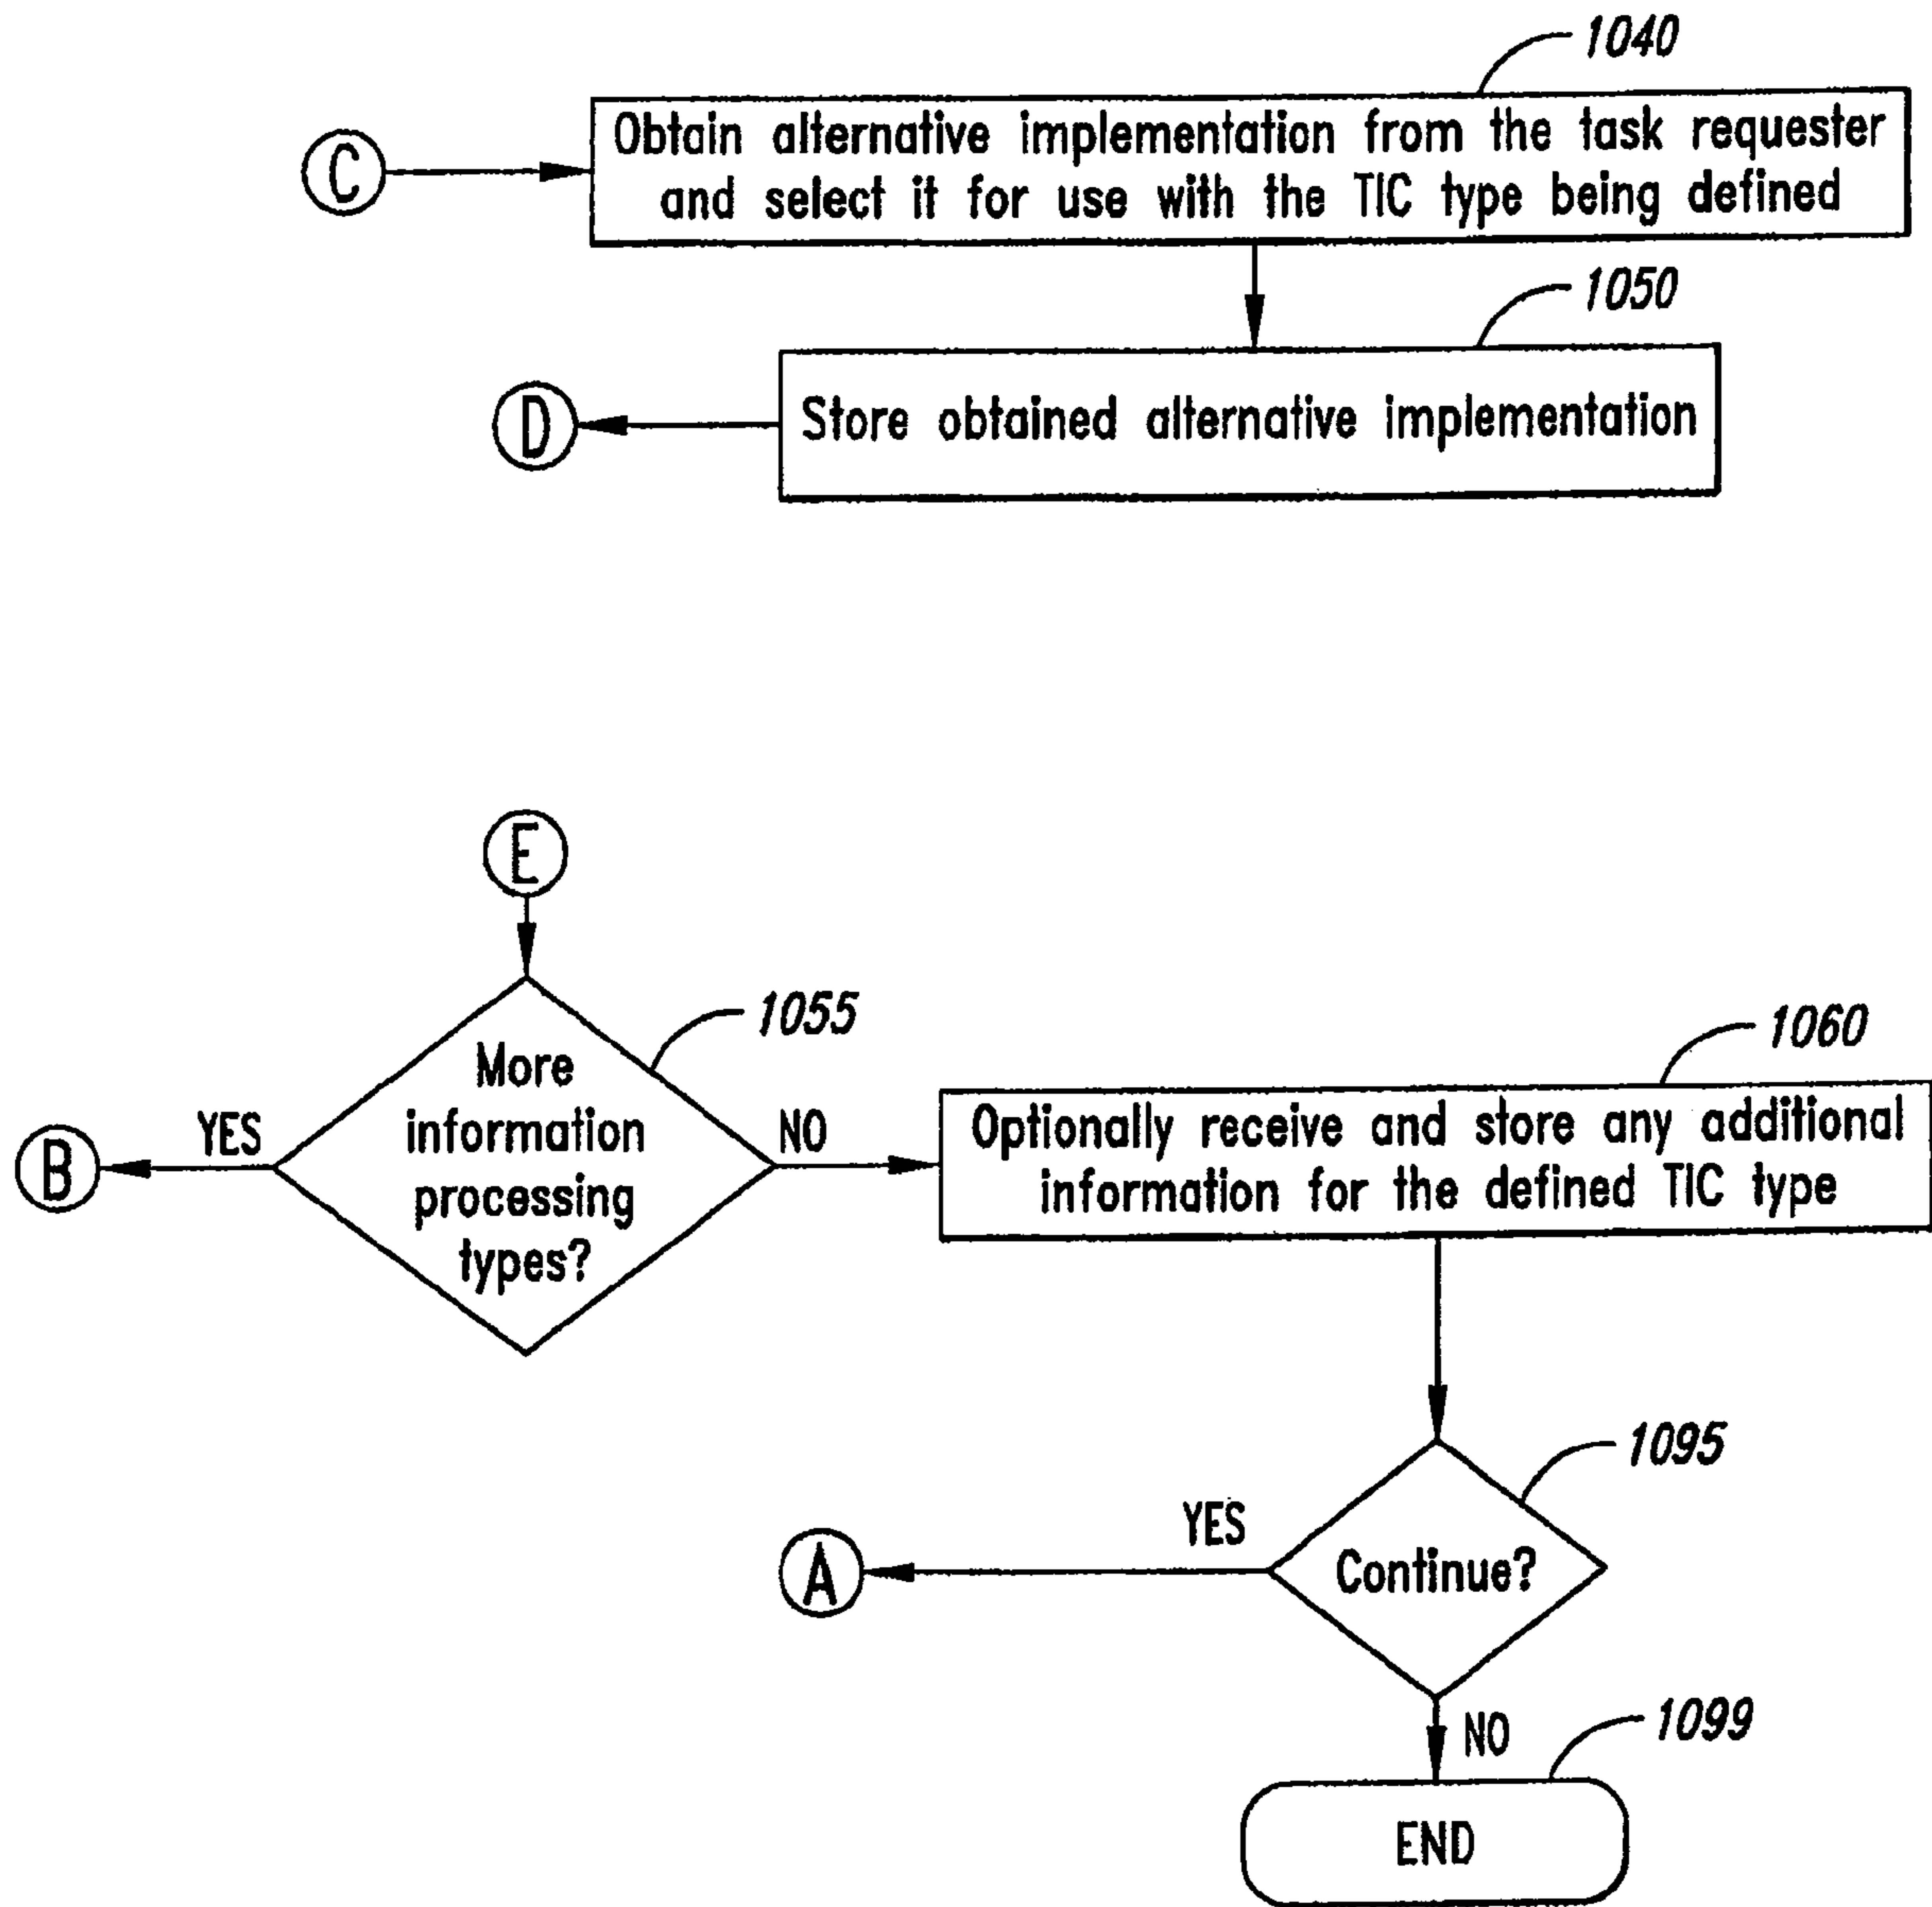 1040
C
Obtain alternative implementation from the task requester
and select it for use with the TIC type being defined
1050
D
Store obtained alternative implementation
E
1055
More
information
processing
types?
YES
NO
B
1060
Optionally receive and store any additional
information for the defined TIC type
1095
YES
A
Continue?
NO
1099
END